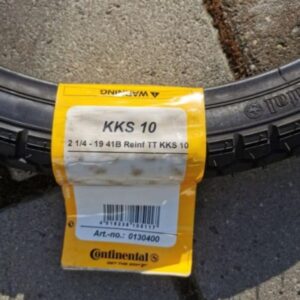 WARNING
KKS 10
2 1/4 - 19 41B Reinf TT KKS 10
Art.-no.: 0130400
Continental